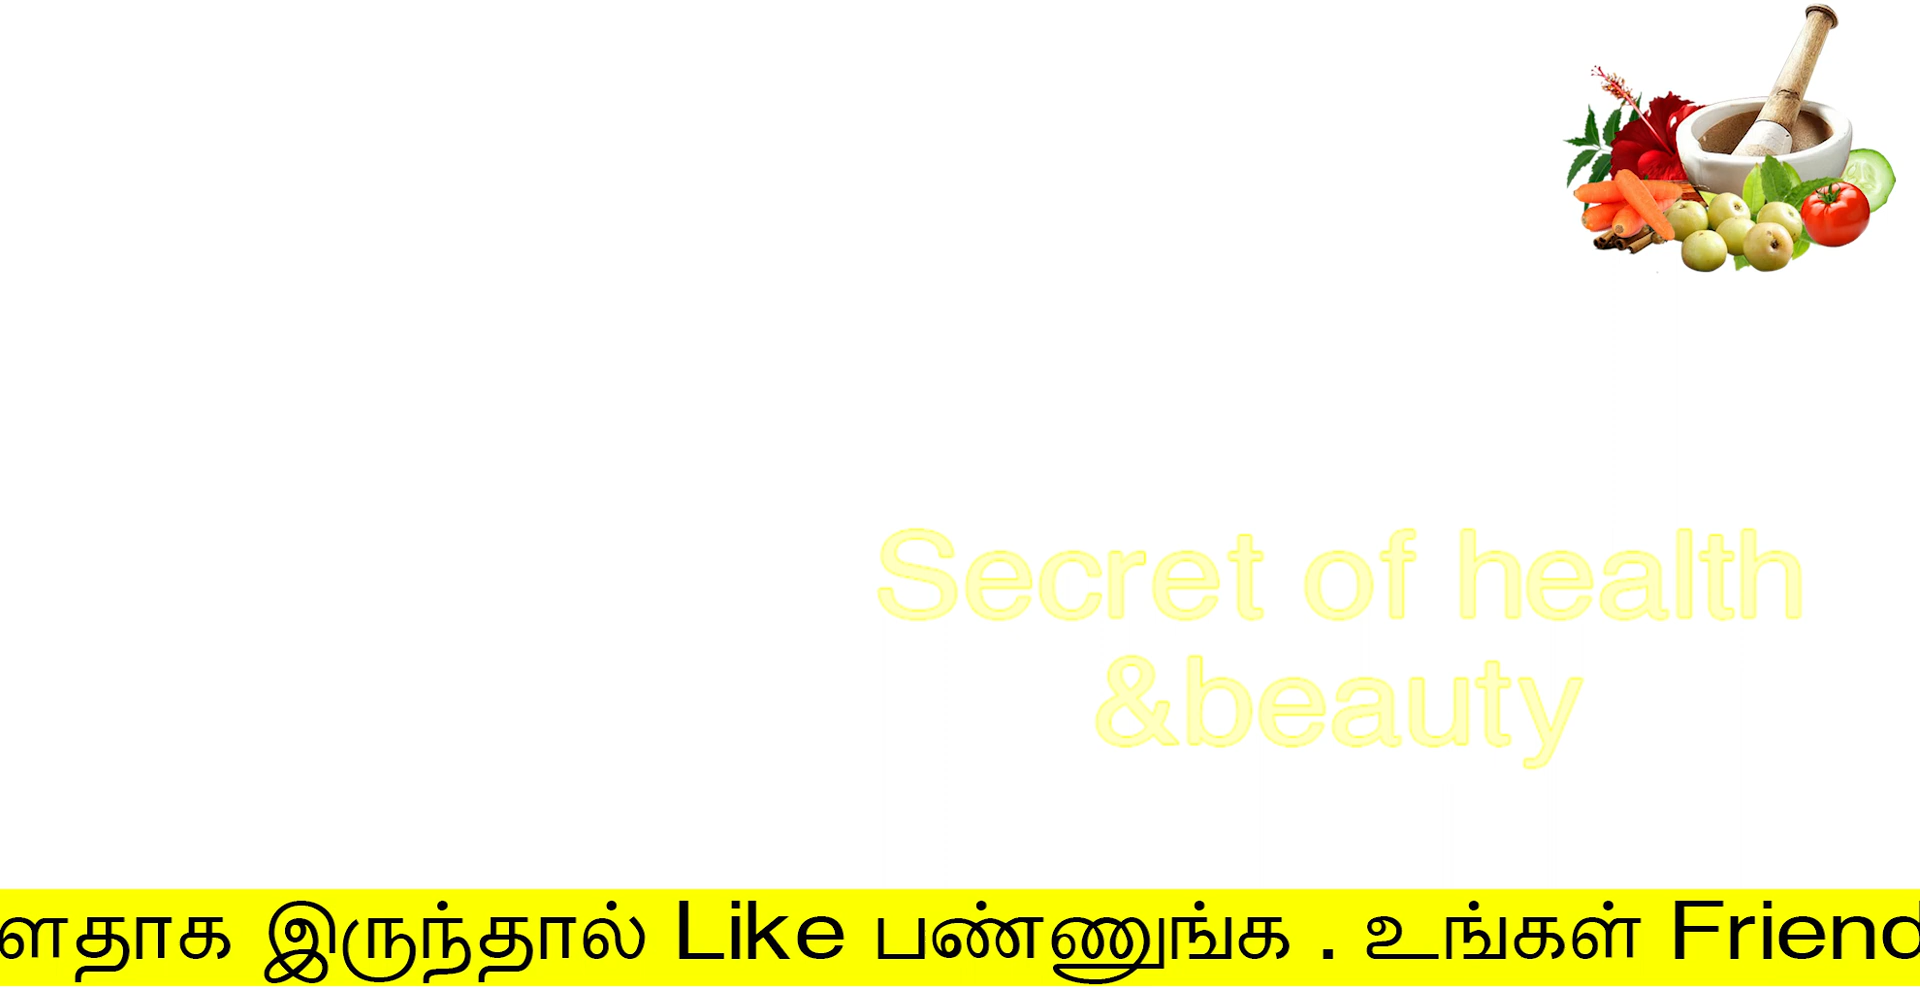 Secret of health
&beauty
ளதாக இருந்தால் Like பண்ணுங்க . உங்கள் Friend